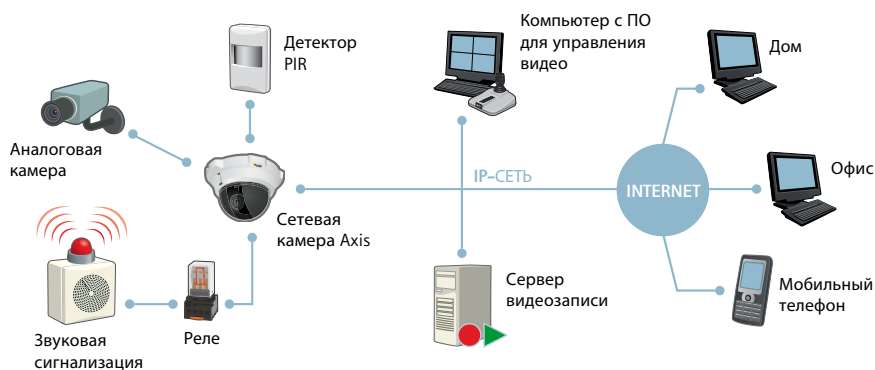 Компьютер с ПО
для управления
видео
Детектор
PIR
Дом
Аналоговая
камера
IP-СЕТЬ
INTERNET
Офис
Сетевая
камера Axis
Сервер
видеозаписи
Мобильный
телефон
Звуковая
сигнализация
Реле